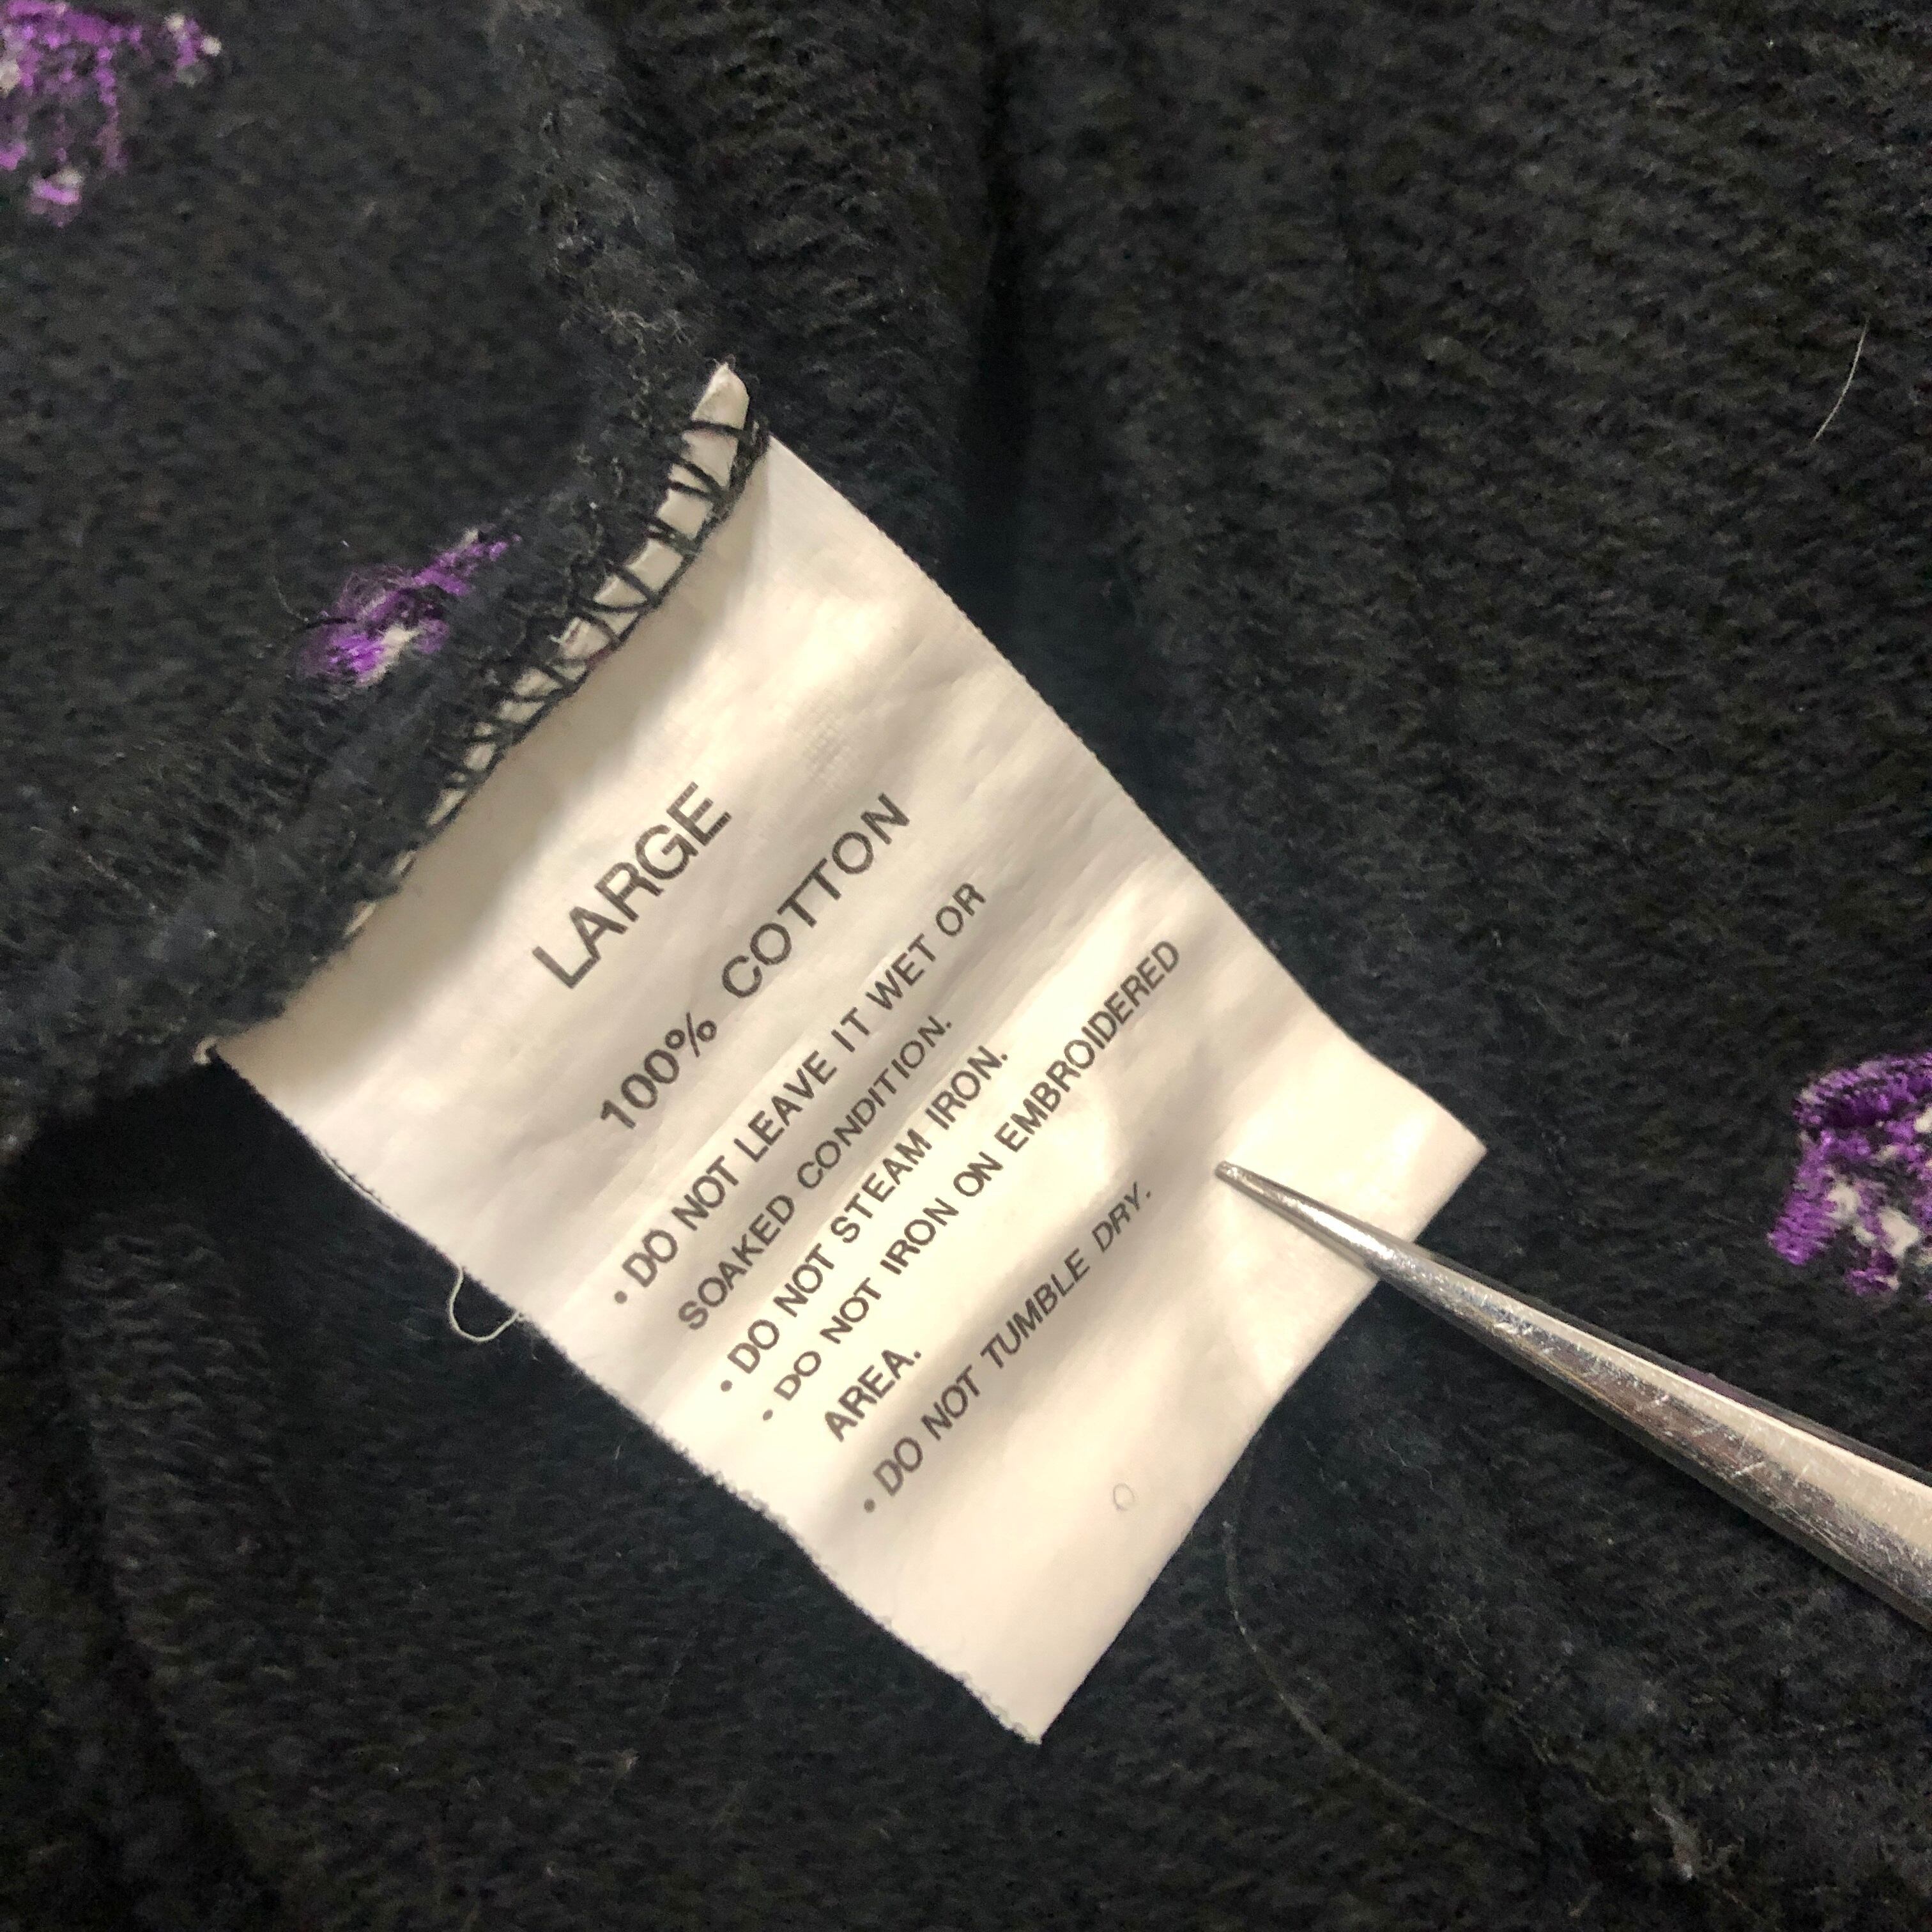 LARGE
100% COTTON
• DO NOT LEAVE IT WET OR
SOAKED CONDITION.
• DO NOT STEAM IRON.
• DO NOT IRON ON EMBROIDERED
AREA.
• DO NOT TUMBLE DRY.